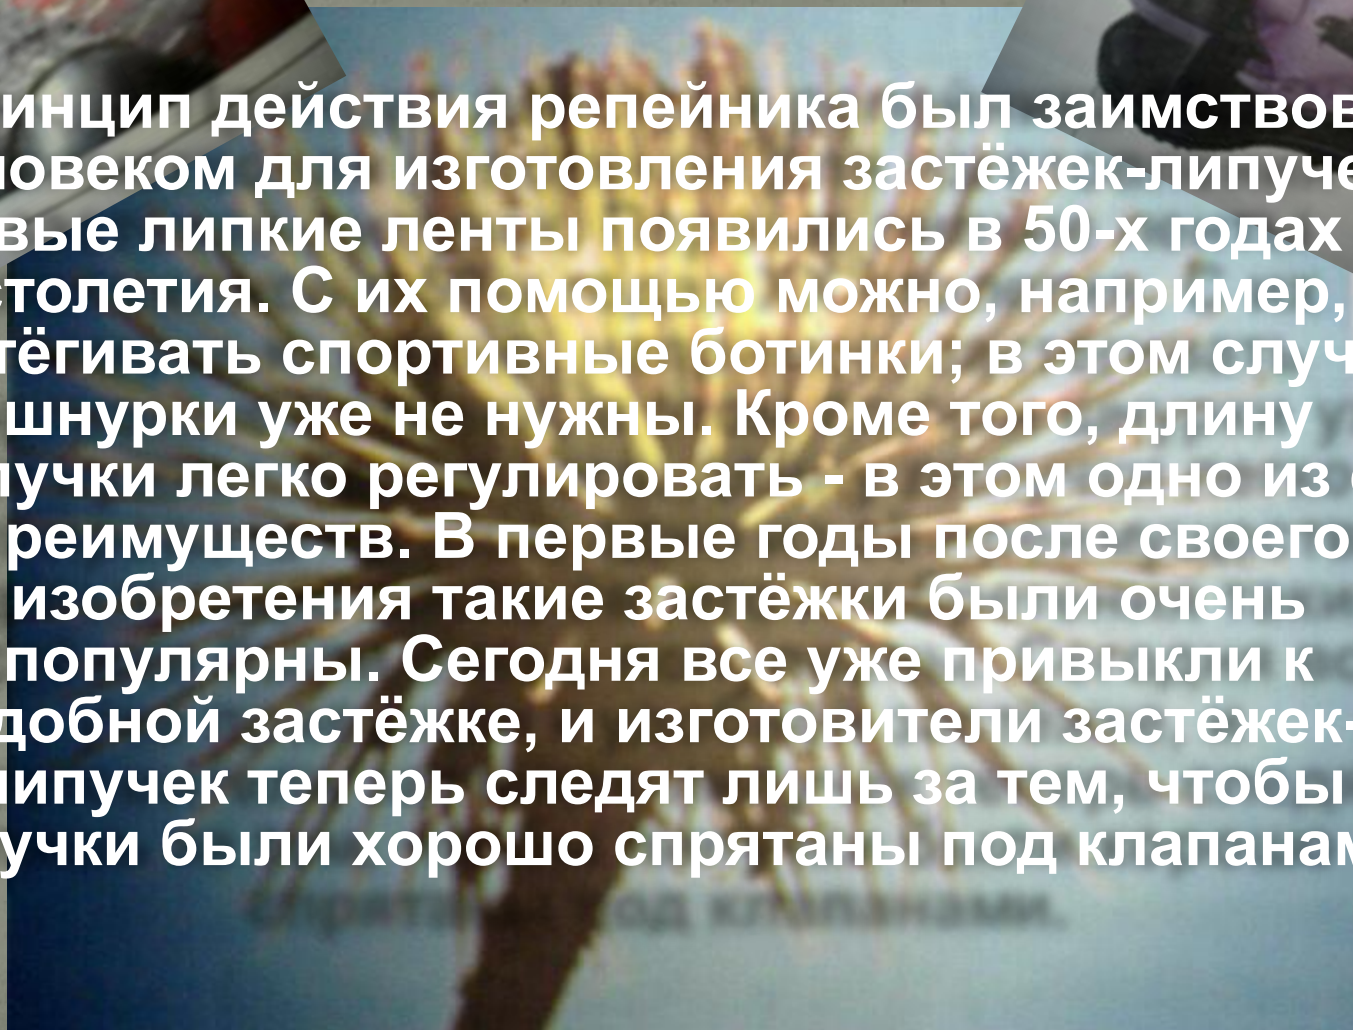 инцип действия репейника был заимствов
ловеком для изготовления застёжек-липуче
вые липкие ленты появились в 50-х годах
столетия. С их помощью можно, например,
тёгивать спортивные ботинки; в этом случ
шнурки уже не нужны. Кроме того, длину
лучки легко регулировать - в этом одно из
реимуществ. В первые годы после своего
изобретения такие застёжки были очень
популярны. Сегодня все уже привыкли к
добной застёжке, и изготовители застёжек-
липучек теперь следят лишь за тем, чтобы
учки были хорошо спрятаны под клапанам